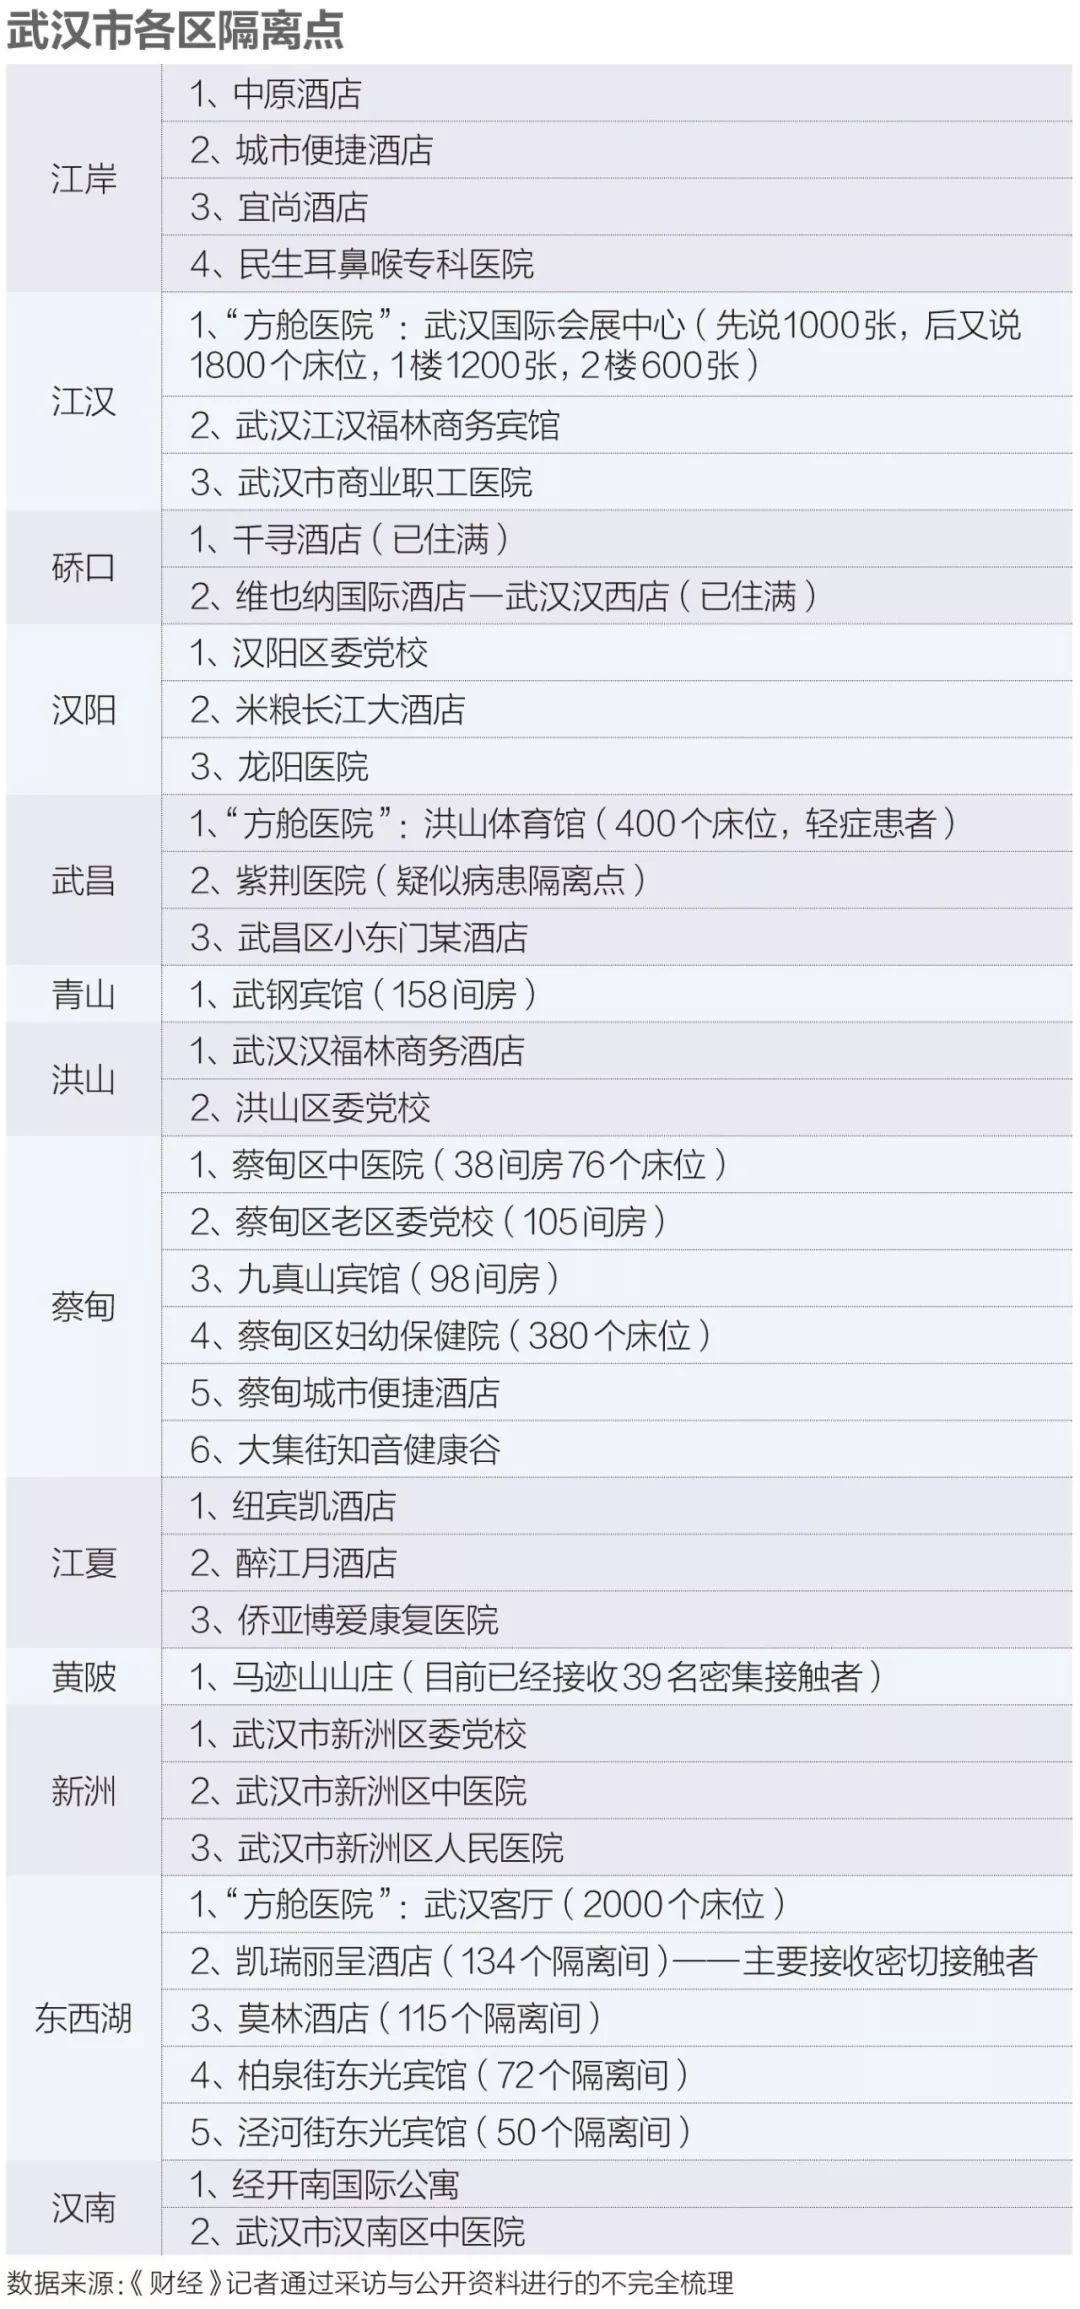 武汉市各区隔离点
江岸
1、中原酒店
2、城市便捷酒店
3、宜尚酒店
4、民生耳鼻喉专科医院
江汉
1、“方舱医院”：武汉国际会展中心（先说1000张，后又说
1800个床位，1楼1200张，2楼600张）
2、武汉江汉福林商务宾馆
3、武汉市商业职工医院
硚口
1、千寻酒店（已住满）
2、维也纳国际酒店—武汉汉西店（已住满）
汉阳
1、汉阳区委党校
2、米粮长江大酒店
3、龙阳医院
武昌
1、“方舱医院”：洪山体育馆（400个床位，轻症患者）
2、紫荆医院（疑似病患隔离点）
3、武昌区小东门某酒店
青山
1、武钢宾馆（158间房）
洪山
1、武汉汉福林商务酒店
2、洪山区委党校
蔡甸
1、蔡甸区中医院（38间房76个床位）
2、蔡甸区老区委党校（105间房）
3、九真山宾馆（98间房）
4、蔡甸区妇幼保健院（380个床位）
5、蔡甸城市便捷酒店
6、大集街知音健康谷
江夏
1、纽宾凯酒店
2、醉江月酒店
3、侨亚博爱康复医院
黄陂
1、马迹山山庄（目前已经接收39名密集接触者）
新洲
1、武汉市新洲区委党校
2、武汉市新洲区中医院
3、武汉市新洲区人民医院
东西湖
1、“方舱医院”：武汉客厅（2000个床位）
2、凯瑞丽呈酒店（134个隔离间）——主要接收密切接触者
3、莫林酒店（115个隔离间）
4、柏泉街东光宾馆（72个隔离间）
5、泾河街东光宾馆（50个隔离间）
汉南
1、经开南国际公寓
2、武汉市汉南区中医院
数据来源：《财经》记者通过采访与公开资料进行的不完全梳理